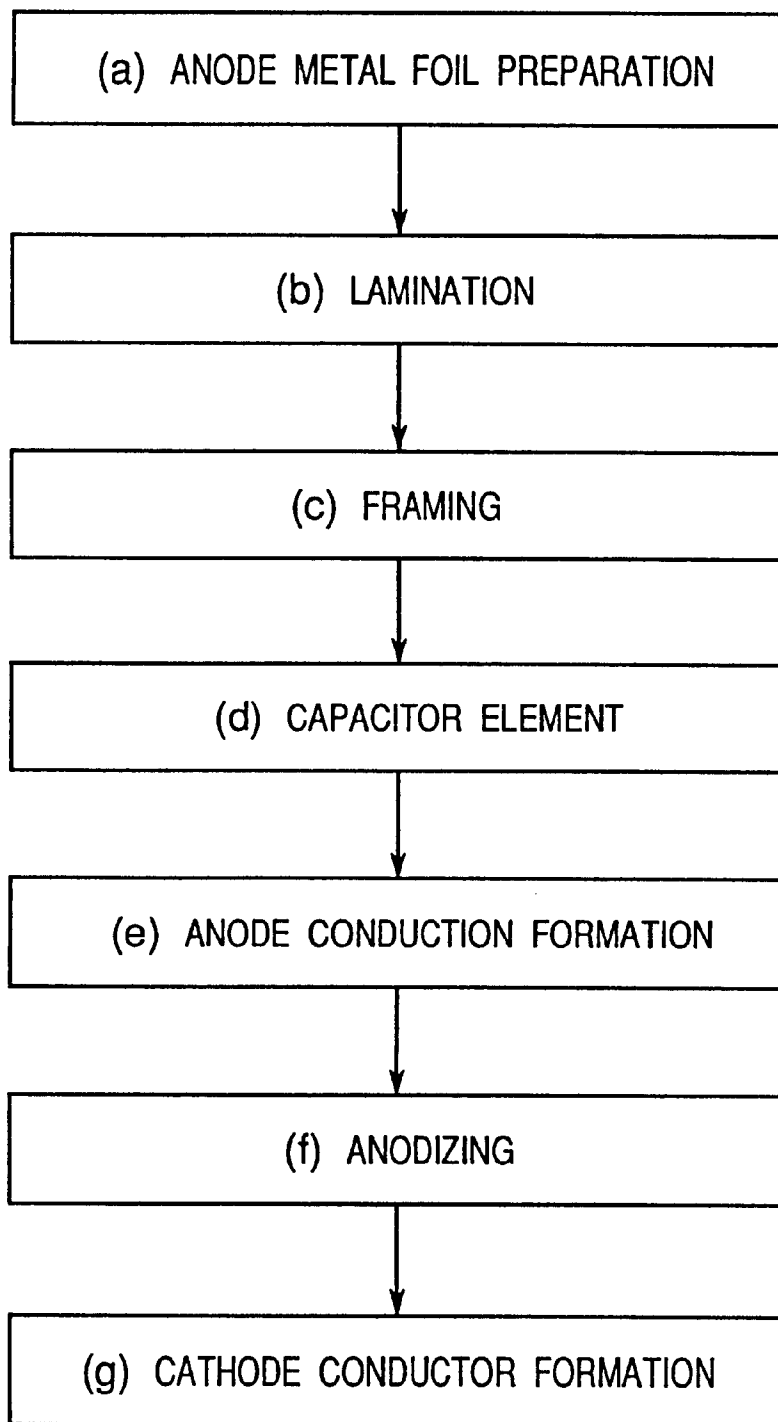 (a) ANODE METAL FOIL PREPARATION
(b) LAMINATION
(c) FRAMING
(d) CAPACITOR ELEMENT
(e) ANODE CONDUCTION FORMATION
(f) ANODIZING
(g) CATHODE CONDUCTOR FORMATION